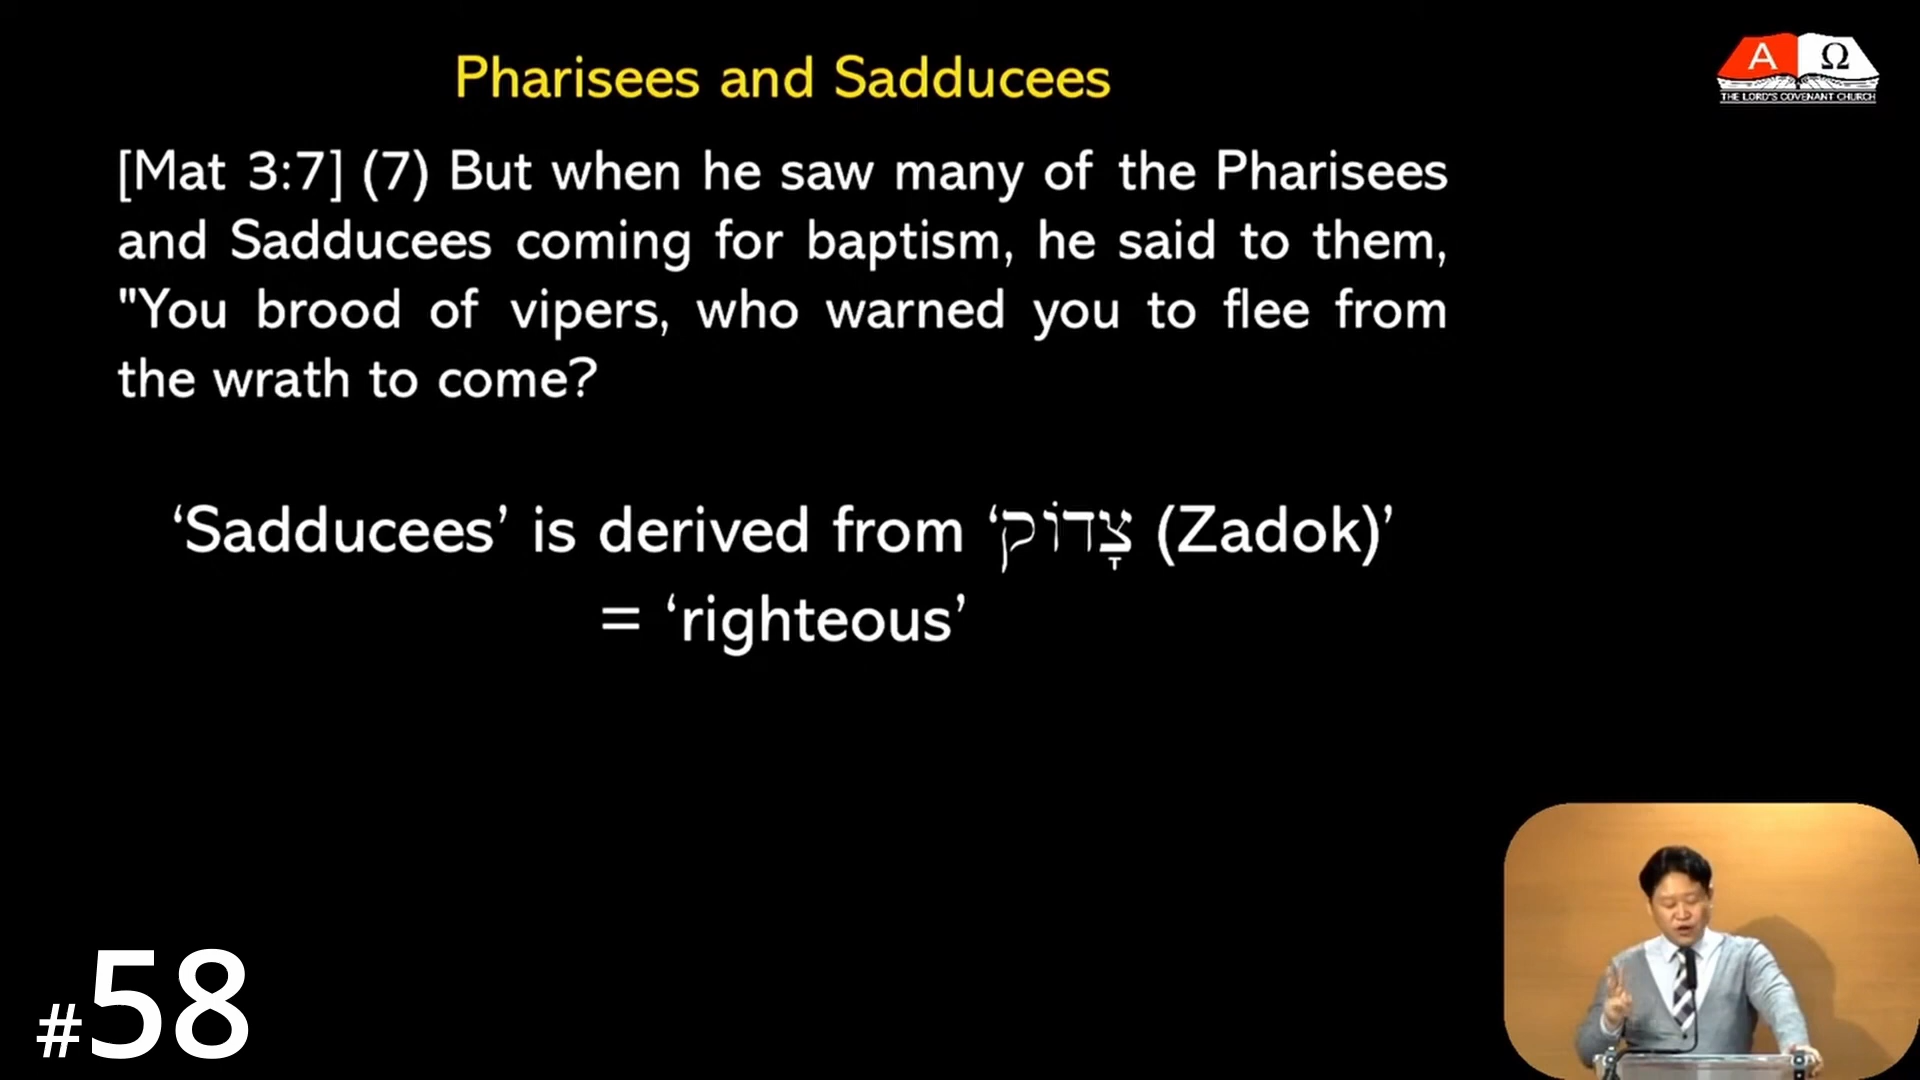 Pharisees and Sadducees
A Ω
THE LORD'S COVENANT CHURCH
[Mat 3:7] (7) But when he saw many of the Pharisees
and Sadducees coming for baptism, he said to them,
"You brood of vipers, who warned you to flee from
the wrath to come?
‘Sadducees’ is derived from ‘צָדוֹק (Zadok)’
= ‘righteous’
#58